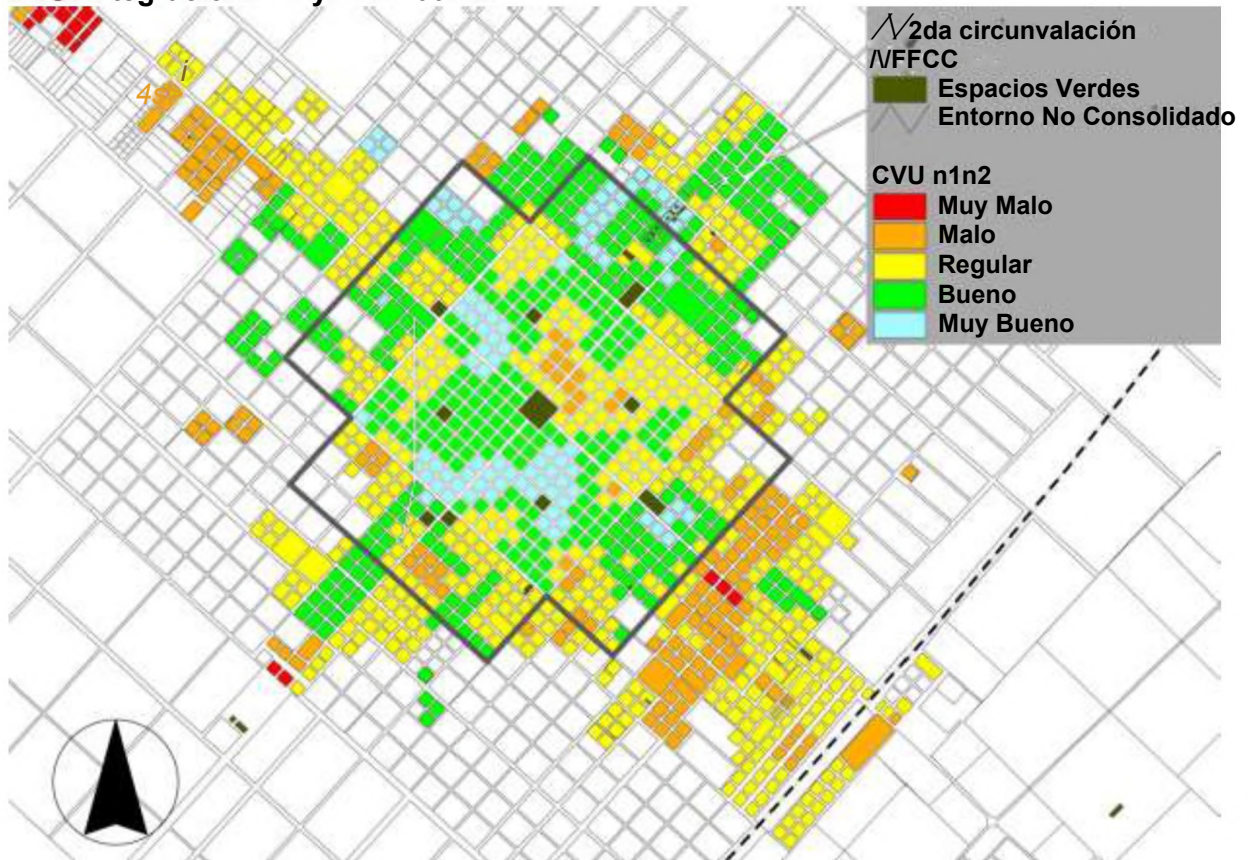 2da circunvalación
FFCC
Espacios Verdes
Entorno No Consolidado
CVU n1n2
Muy Malo
Malo
Regular
Bueno
Muy Bueno